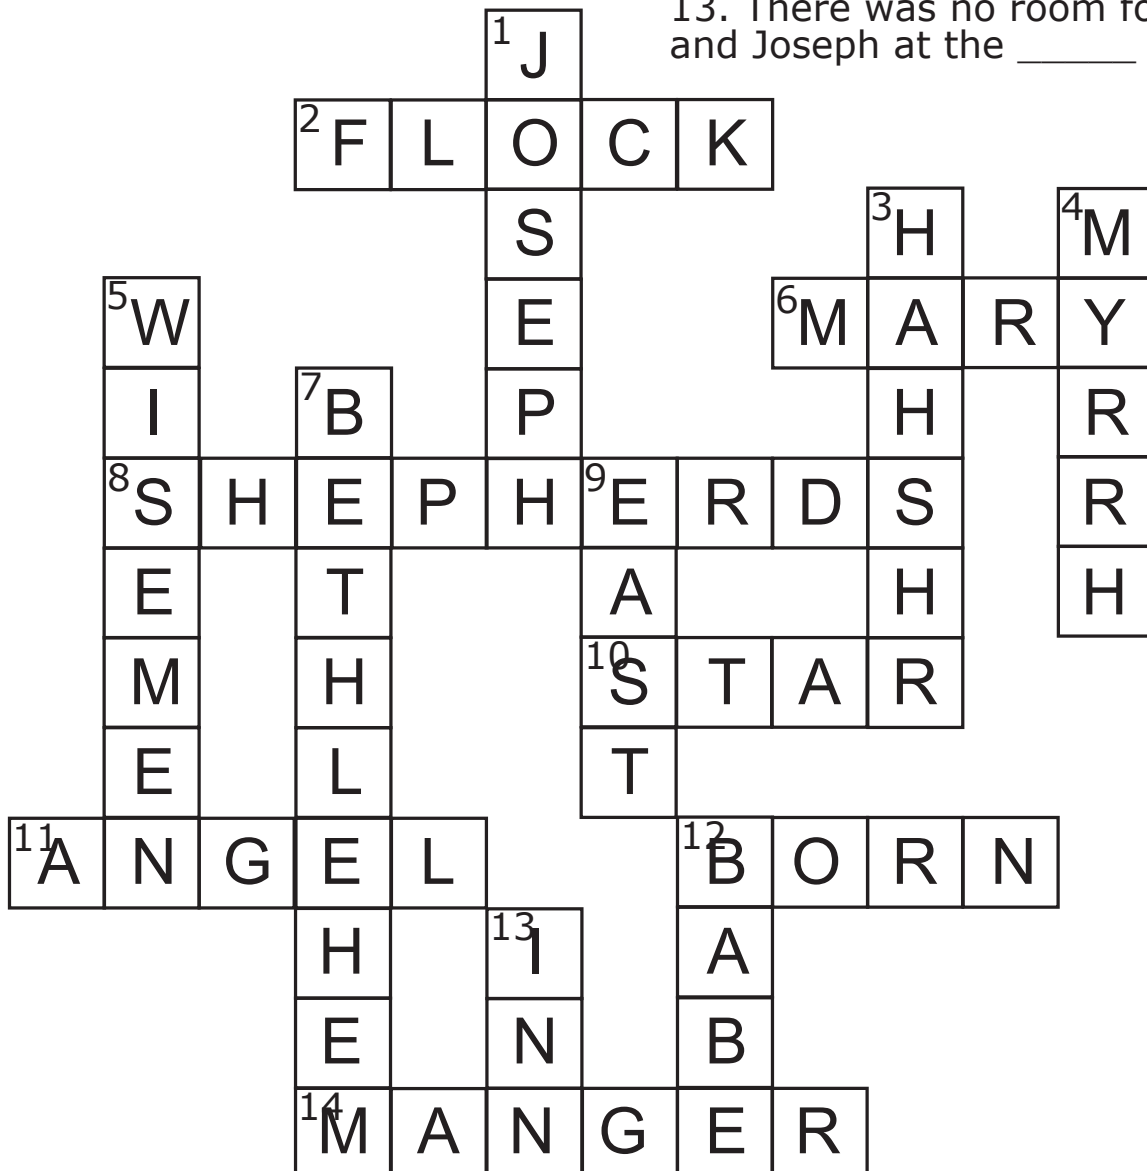 13. There was no room
and Joseph at the _____
1 J
2 F L O C K
S 3 H 4 M
5 W E 6 M A R Y
I 7 B P H R
8 S H E P H 9 E R D S R
E T A H H
M H 10 S T A R
E L T
11 A N G E L 12 B O R N
H 13 I A
E N B
14 M A N G E R